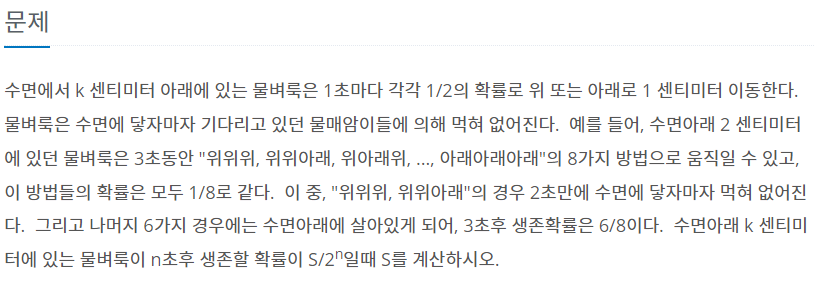 문제
수면에서 k 센티미터 아래에 있는 물벼룩은 1초마다 각각 1/2의 확률로 위 또는 아래로 1 센티미터 이동한다.
물벼룩은 수면에 닿자마자 기다리고 있던 물매암이들에 의해 먹혀 없어진다. 예를 들어, 수면아래 2 센티미터
에 있던 물벼룩은 3초동안 "위위위, 위위아래, 위아래위, ..., 아래아래아래"의 8가지 방법으로 움직일 수 있고,
이 방법들의 확률은 모두 1/8로 같다. 이 중, "위위위, 위위아래"의 경우 2초만에 수면에 닿자마자 먹혀 없어진
다. 그리고 나머지 6가지 경우에는 수면아래에 살아있게 되어, 3초후 생존확률은 6/8이다. 수면아래 k 센티미
터에 있는 물벼룩이 n초후 생존할 확률이 S/2ⁿ일때 S를 계산하시오.